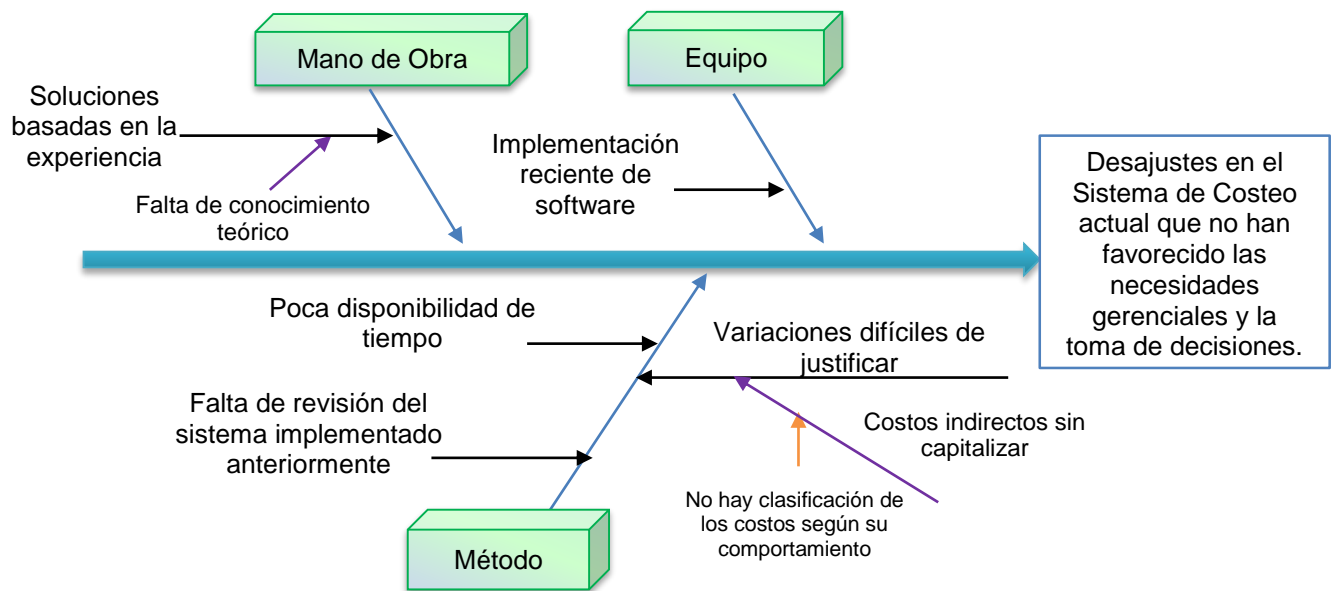 Mano de Obra
Equipo
Soluciones
basadas en la
experiencia
Falta de conocimiento
teórico
Implementación
reciente de
software
Desajustes en el
Sistema de Costeo
actual que no han
favorecido las
necesidades
gerenciales y la
toma de decisiones.
Poca disponibilidad de
tiempo
Variaciones difíciles de
justificar
Falta de revisión del
sistema implementado
anteriormente
Costos indirectos sin
capitalizar
No hay clasificación de
los costos según su
comportamiento
Método